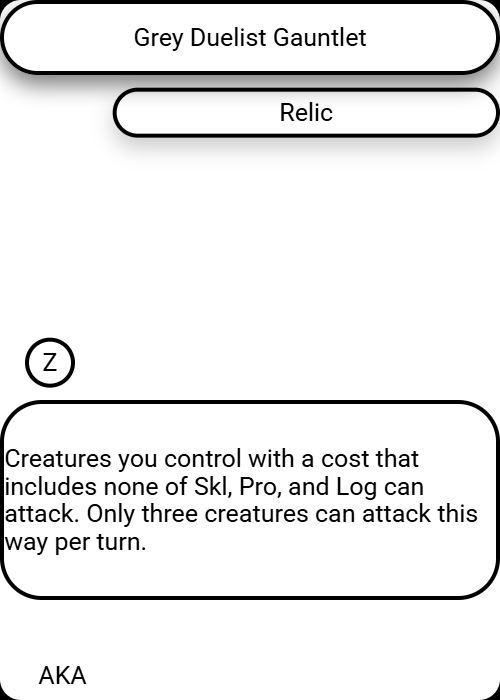 Grey Duelist Gauntlet
Relic
Z
Creatures you control with a cost that
includes none of Skl, Pro, and Log can
attack. Only three creatures can attack this
way per turn.
AKA